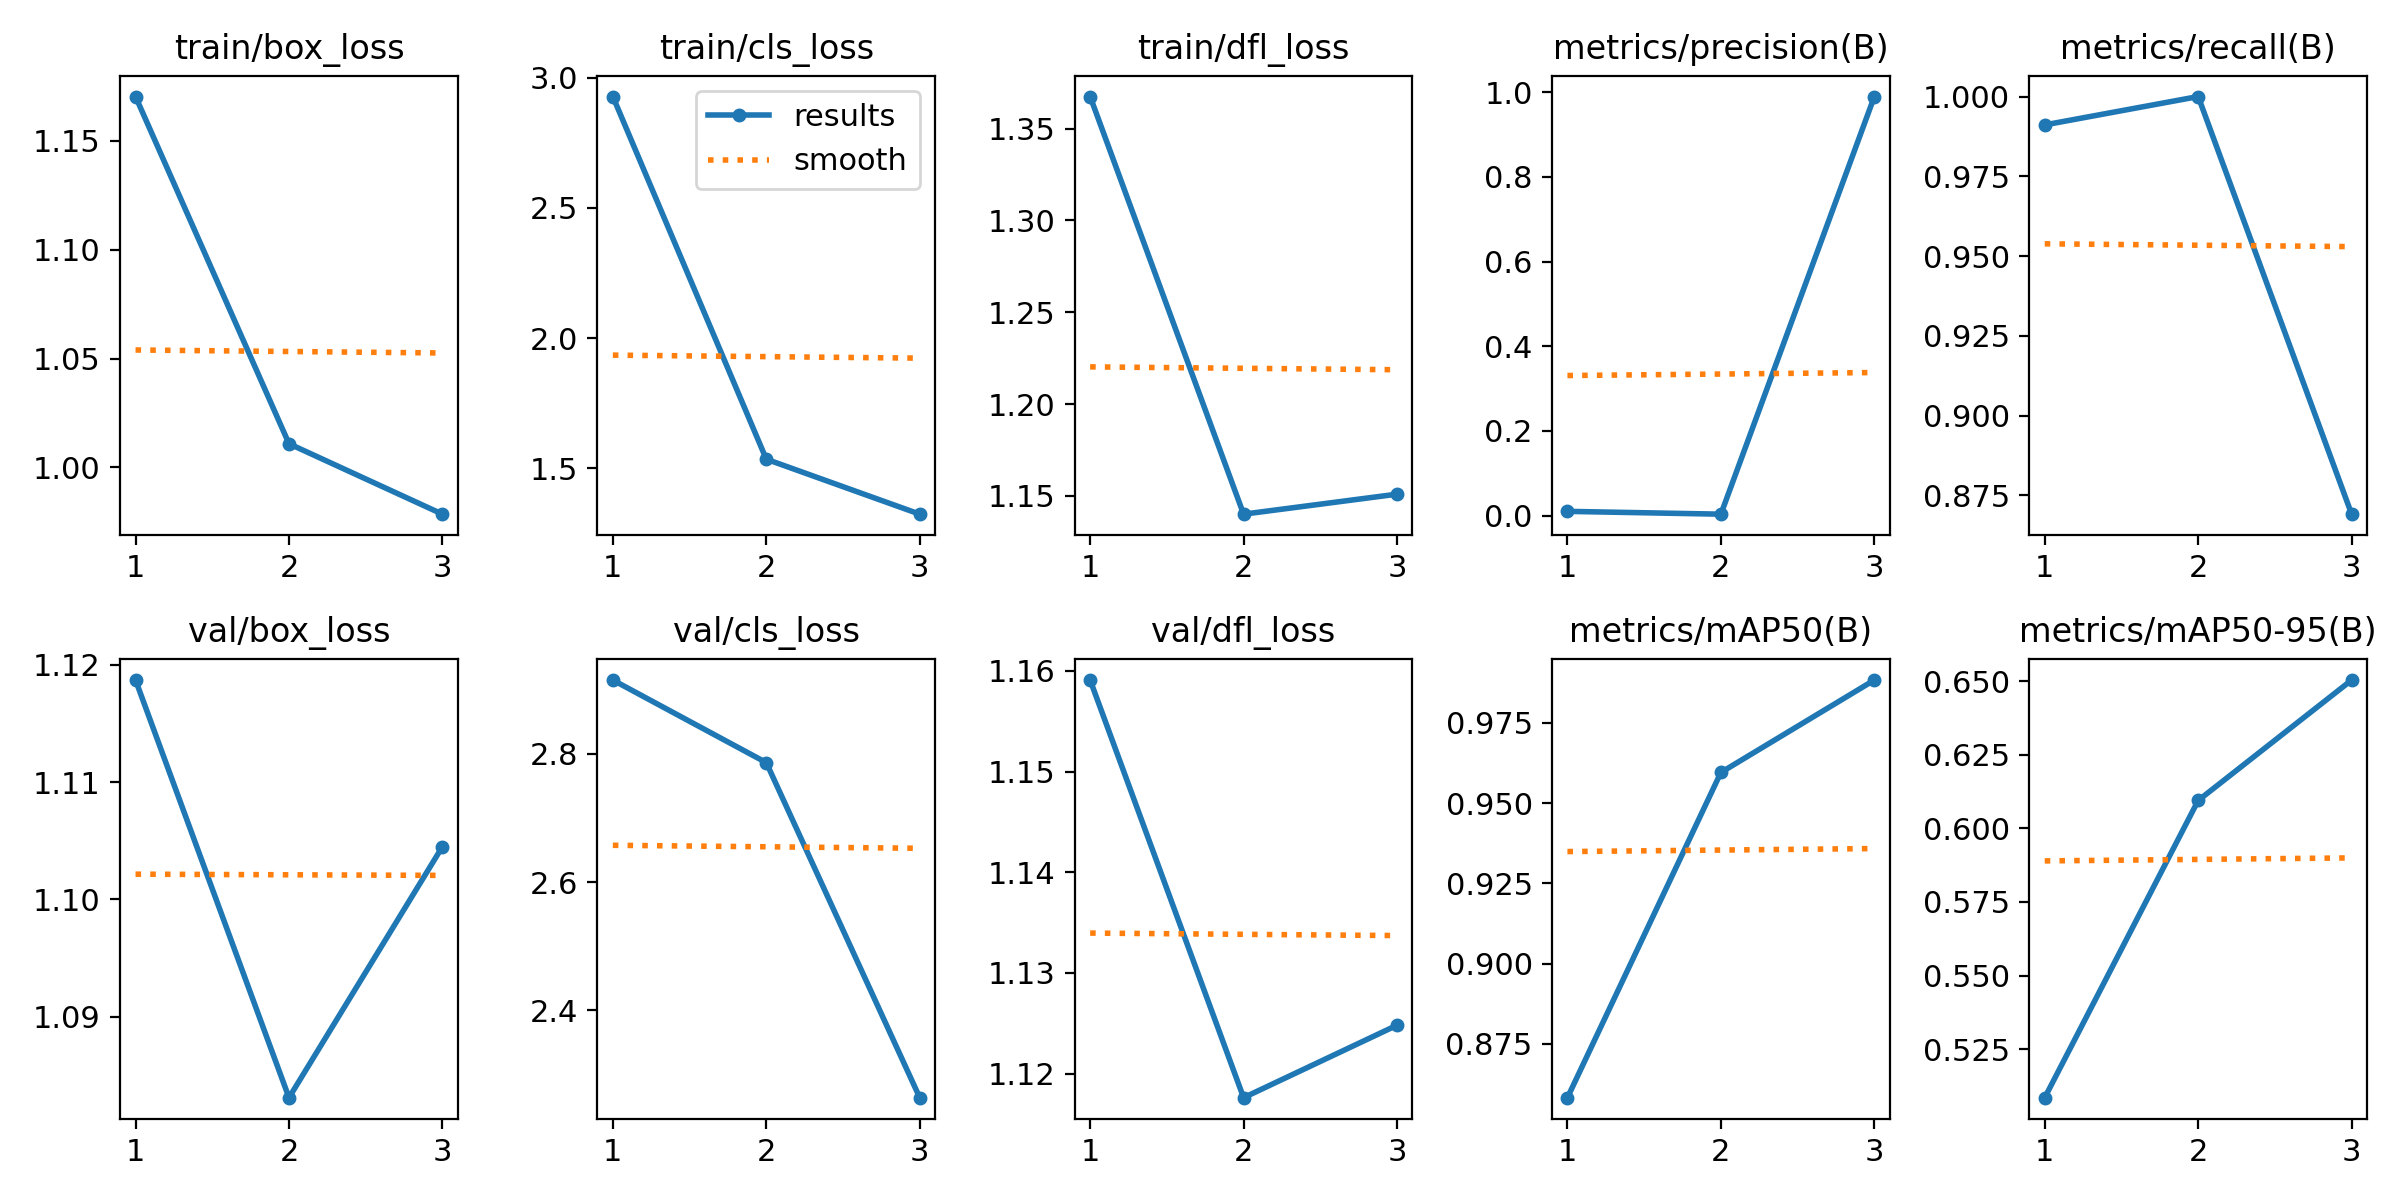 train/box_loss
1.15
1.10
1.05
1.00
1 2 3
train/cls_loss
3.0
2.5
2.0
1.5
results
smooth
1 2 3
train/dfl_loss
1.35
1.30
1.25
1.20
1.15
1 2 3
metrics/precision(B)
1.0
0.8
0.6
0.4
0.2
0.0
1 2 3
metrics/recall(B)
1.000
0.975
0.950
0.925
0.900
0.875
1 2 3
val/box_loss
1.12
1.11
1.10
1.09
1 2 3
val/cls_loss
2.8
2.6
2.4
1 2 3
val/dfl_loss
1.16
1.15
1.14
1.13
1.12
1 2 3
metrics/mAP50(B)
0.975
0.950
0.925
0.900
0.875
1 2 3
metrics/mAP50-95(B)
0.650
0.625
0.600
0.575
0.550
0.525
1 2 3